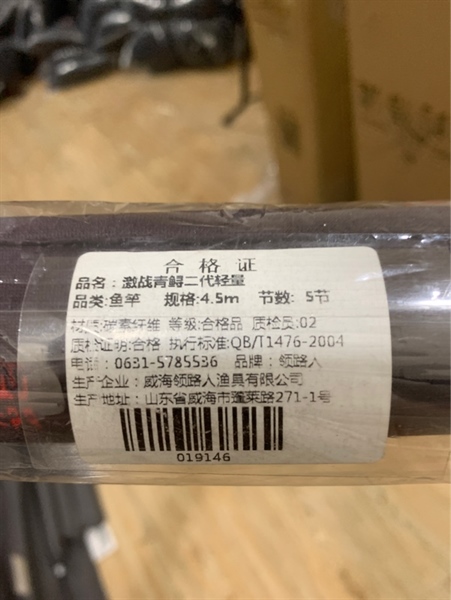 合格证
品名：激战青鲟二代轻量
品类:鱼竿 规格:4.5m 节数：5节
材质:碳素纤维 等级:合格品 质检员:02
质检证明:合格 执行标准:QB/T1476-2004
电话：0631-5785536 品牌：领路人
生产企业：威海领路人渔具有限公司
生产地址：山东省威海市蓬莱路271-1号
019146